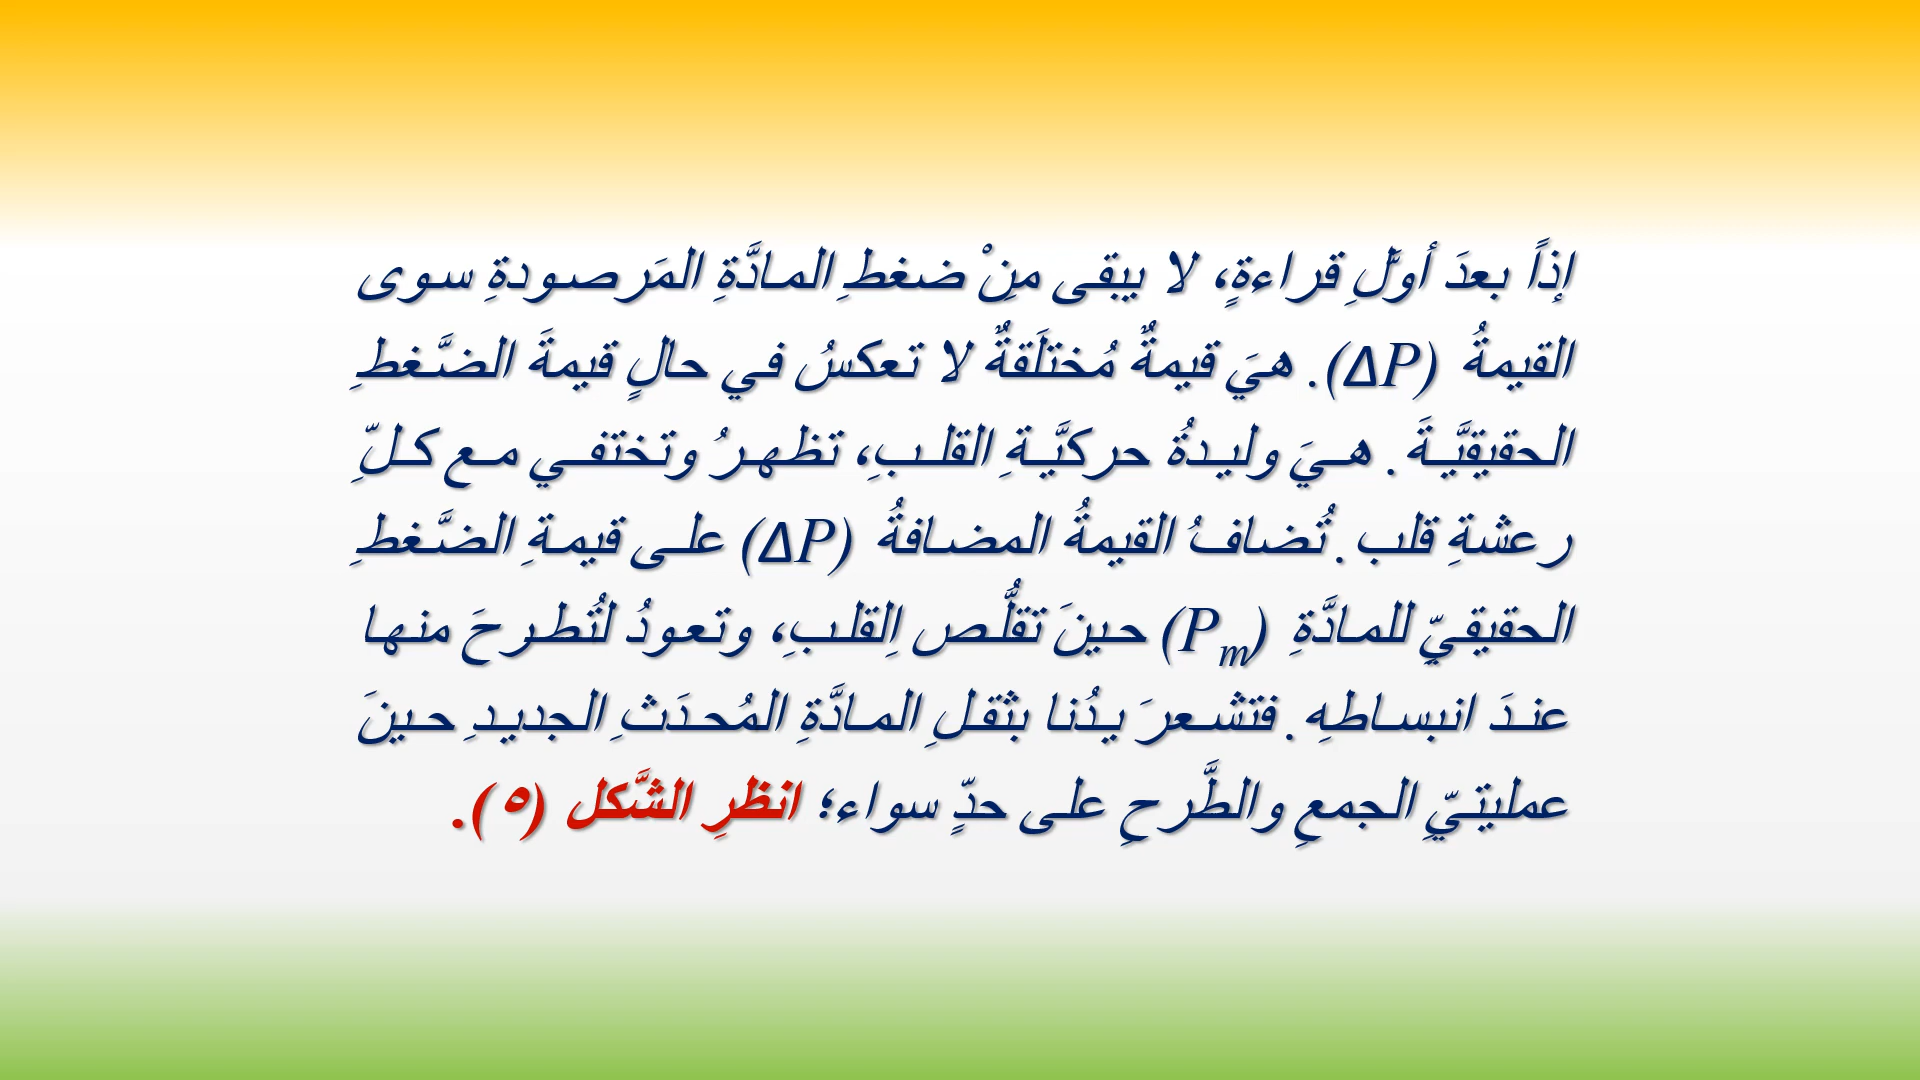 إذاً بعدَ أوَّلِ قراءةٍ، لا يبقى منِْ ضغطِ المادَّةِ المَرصودةِ سوى
القيمةُ (ΔP). هيَ قيمةٌ مُختلَقةٌ لا تعكسُ في حالٍ قيمةَ الضَّغطِ
الحقيقيَّةَ. هيَ وليدةُ حركيَّةِ القلبِ، تظهرُ وتختفي مع كلِّ
رعشةِ قلب. تُضافُ القيمةُ المضافةُ (ΔP) على قيمةِ الضَّغطِ
الحقيقيِّ للمادَّةِ (Pm) حينَ تقلُّص اِلقلبِ، وتعودُ لتُطرحَ منها
عندَ انبساطهِ. فتشعرَ يدُنا بثقلِ المادَّةِ المُحدَثِ الجديدِ حينَ
عمليتيِّ الجمعِ والطَّرحِ على حدٍّ سواء؛ انظرِ الشَّكل (٥).